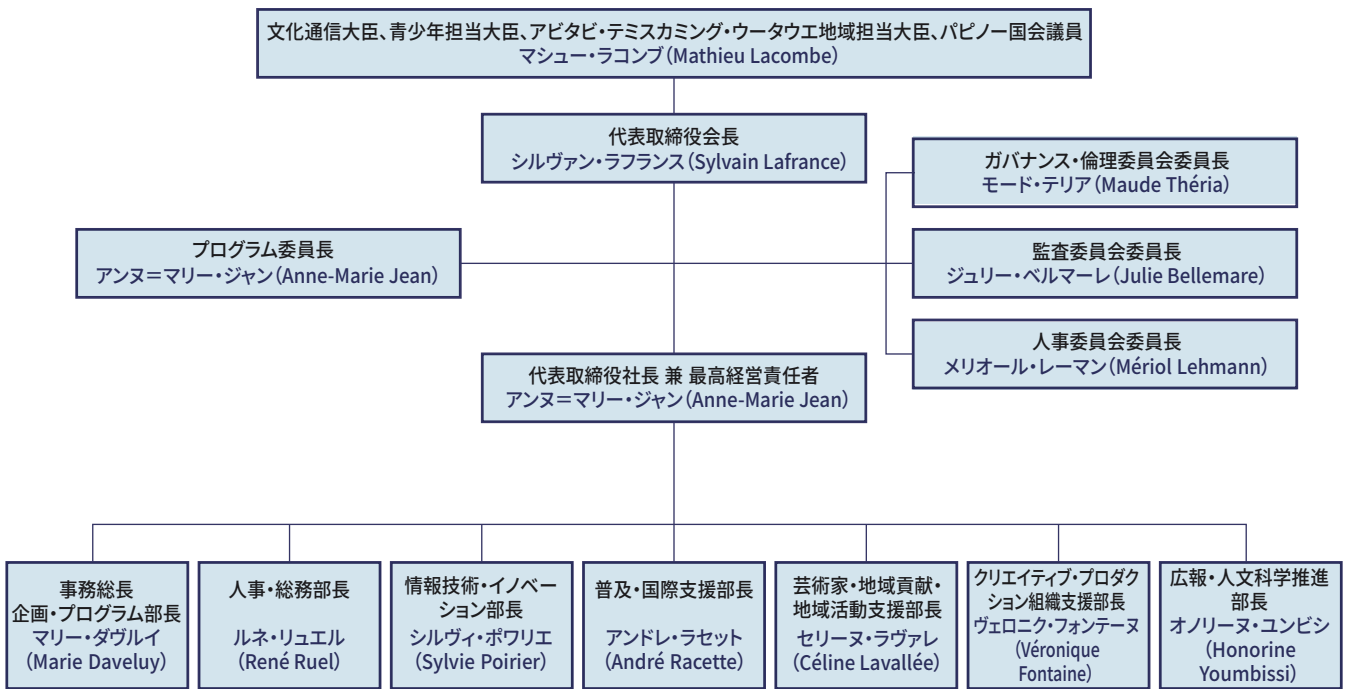 文化通信大臣、青少年担当大臣、アビタビ・テミスカミング・ウータウエ地域担当大臣、パピノー国会議員
マシュー・ラコンブ（Mathieu Lacombe）
代表取締役会長
シルヴァン・ラフランス（Sylvain Lafrance）
ガバナンス・倫理委員会委員長
モード・テリア（Maude Théria）
プログラム委員長
アンヌ＝マリー・ジャン（Anne-Marie Jean）
監査委員会委員長
ジュリー・ベルマーレ（Julie Bellemare）
人事委員会委員長
メリオール・レーマン（Mériol Lehmann）
代表取締役社長 兼 最高経営責任者
アンヌ＝マリー・ジャン（Anne-Marie Jean）
事務総長
企画・プログラム部長
マリー・ダヴルイ
（Marie Daveluy）
人事・総務部長
ルネ・リュエル
（René Ruel）
情報技術・イノベー
ション部長
シルヴィ・ポワリエ
（Sylvie Poirier）
普及・国際支援部長
アンドレ・ラセット
（André Racette）
芸術家・地域貢献・
地域活動支援部長
セリーヌ・ラヴァレ
（Céline Lavallée）
クリエイティブ・プロダク
ション組織支援部長
ヴェロニク・フォンテーヌ
（Véronique
Fontaine）
広報・人文科学推進
部長
オノリーヌ・ユンビシ
（Honorine
Youmbissi）